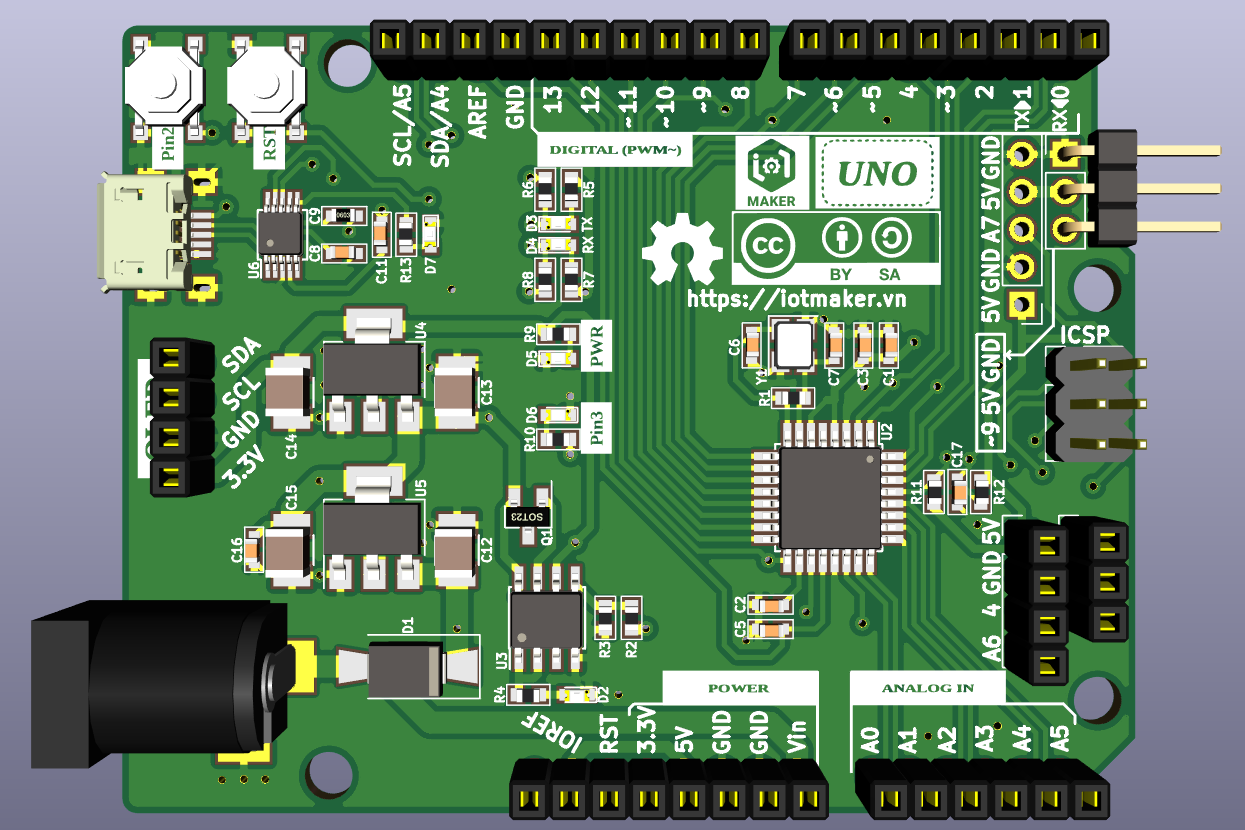 SCL/A5
SDA/A4
AREF
GND
13
12
~11
~10
~9
8
7
~6
~5
4
~3
2
TX▶1
RX◀0
Pin2
RST
DIGITAL (PWM~)
MAKER
UNO
CC
BY SA
https://iotmaker.vn
GND
5V
A7
GND
5V
R6
R5
D3 TX
D4 RX
R8
R7
C9
0603
C8
C11
R13
D7
U6
U4
R9
D5
PWR
C6
Y1
C7
C3
C1
R1
ICSP
~9 5V GND
SDA
SCL
GND
3.3V
C14
C13
D6
R10
Pin3
U2
C17
R11
R12
C15
U5
C16
C12
SOT23
Q1
5V
GND
4
A6
C2
C5
D1
U3
R3
R2
R4
D2
POWER
ANALOG IN
IOREF
RST
3.3V
5V
GND
GND
Vin
A0
A1
A2
A3
A4
A5